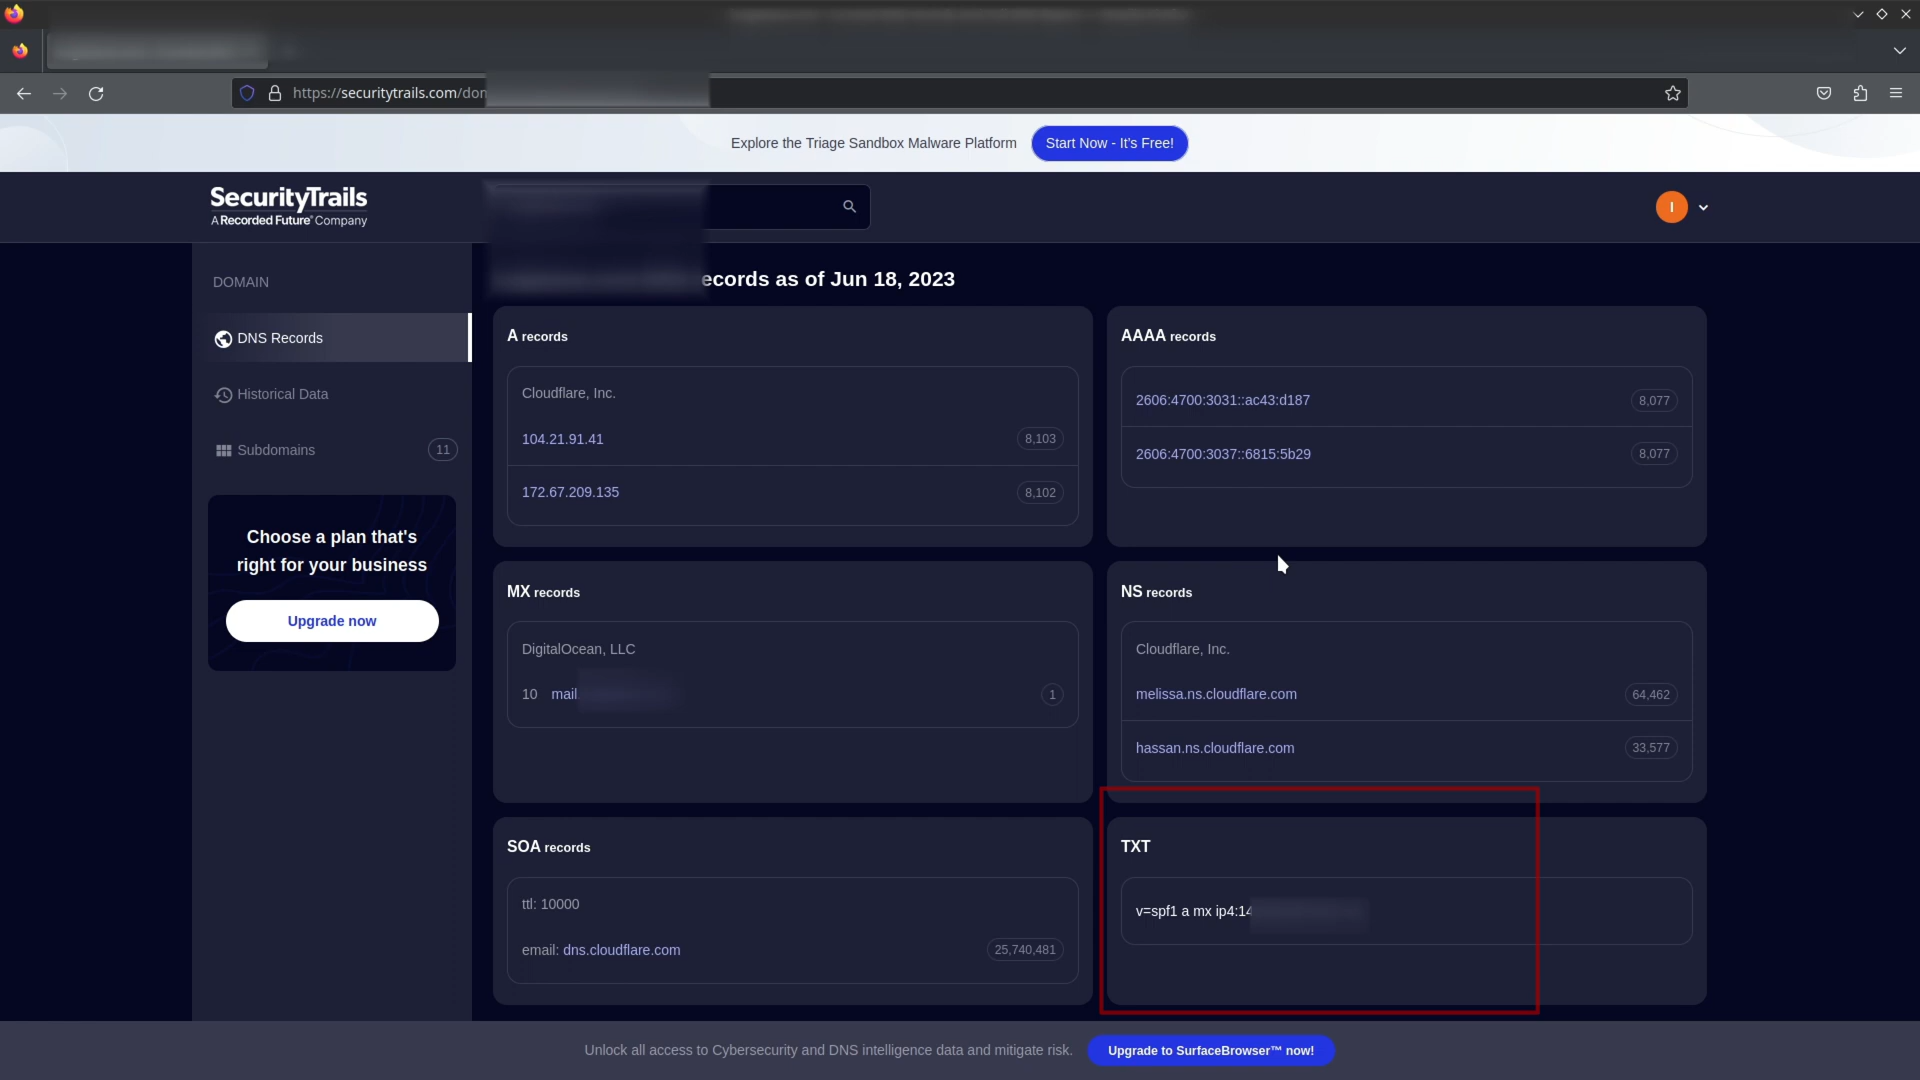 https://securitytrails.com/dom
Explore the Triage Sandbox Malware Platform
Start Now - It's Free!
SecurityTrails
A Recorded Future® Company
I
DOMAIN
DNS Records
Historical Data
Subdomains
11
Choose a plan that's
right for your business
Upgrade now
ecords as of Jun 18, 2023
A records
Cloudflare, Inc.
104.21.91.41
8,103
172.67.209.135
8,102
AAAA records
2606:4700:3031::ac43:d187
8,077
2606:4700:3037::6815:5b29
8,077
MX records
DigitalOcean, LLC
10 mail
1
NS records
Cloudflare, Inc.
melissa.ns.cloudflare.com
64,462
hassan.ns.cloudflare.com
33,577
SOA records
ttl: 10000
email: dns.cloudflare.com
25,740,481
TXT
v=spf1 a mx ip4:14
Unlock all access to Cybersecurity and DNS intelligence data and mitigate risk.
Upgrade to SurfaceBrowser™ now!